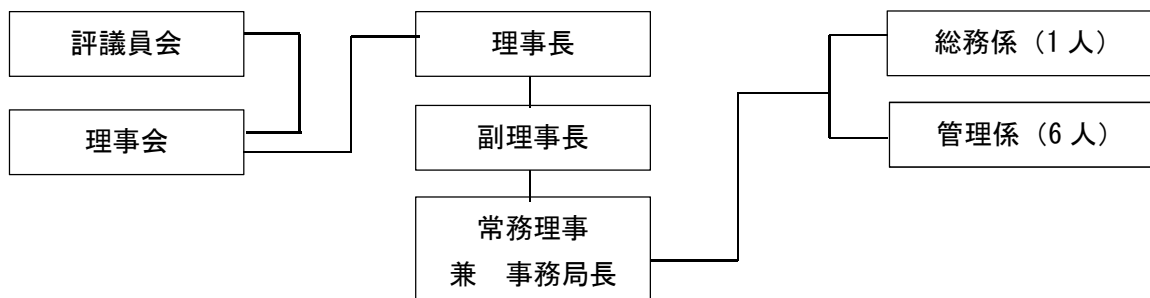 評議員会
理事会
理事長
副理事長
常務理事
兼　事務局長
総務係（1人）
管理係（6人）